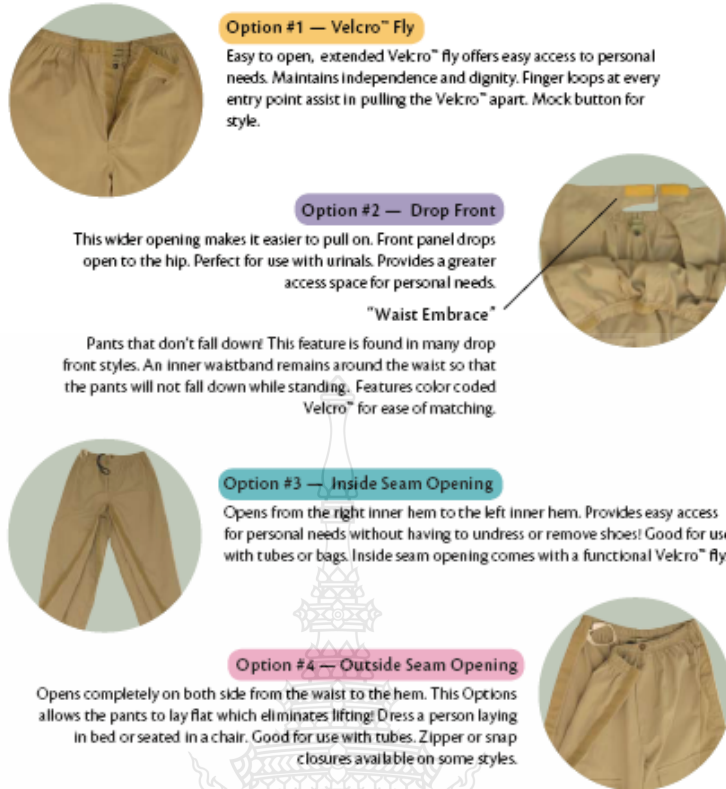 Option #1 — Velcro™ Fly
Easy to open, extended Velcro™ fly offers easy access to personal
needs. Maintains independence and dignity. Finger loops at every
entry point assist in pulling the Velcro™ apart. Mock button for
style.
Option #2 — Drop Front
This wider opening makes it easier to pull on. Front panel drops
open to the hip. Perfect for use with urinals. Provides a greater
access space for personal needs.
"Waist Embrace"
Pants that don't fall down! This feature is found in many drop
front styles. An inner waistband remains around the waist so that
the pants will not fall down while standing. Features color coded
Velcro™ for ease of matching.
Option #3 — Inside Seam Opening
Opens from the right inner hem to the left inner hem. Provides easy access
for personal needs without having to undress or remove shoes! Good for use
with tubes or bags. Inside seam opening comes with a functional Velcro™ fly.
Option #4 — Outside Seam Opening
Opens completely on both side from the waist to the hem. This Options
allows the pants to lay flat which eliminates lifting! Dress a person laying
in bed or seated in a chair. Good for use with tubes. Zipper or snap
closures available on some styles.